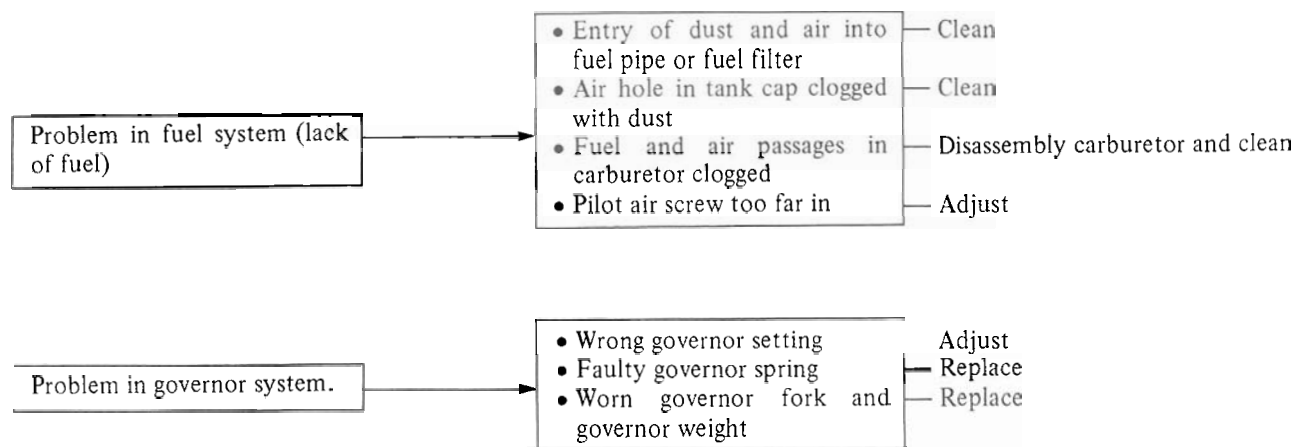 Entry of dust and air into — Clean
fuel pipe or fuel filter
• Air hole in tank cap clogged — Clean
with dust
Problem in fuel system (lack
of fuel)
• Fuel and air passages in — Disassembly carburetor and clean
carburetor clogged
• Pilot air screw too far in — Adjust
• Wrong governor setting Adjust
• Faulty governor spring — Replace
Problem in governor system.
• Worn governor fork and — Replace
governor weight